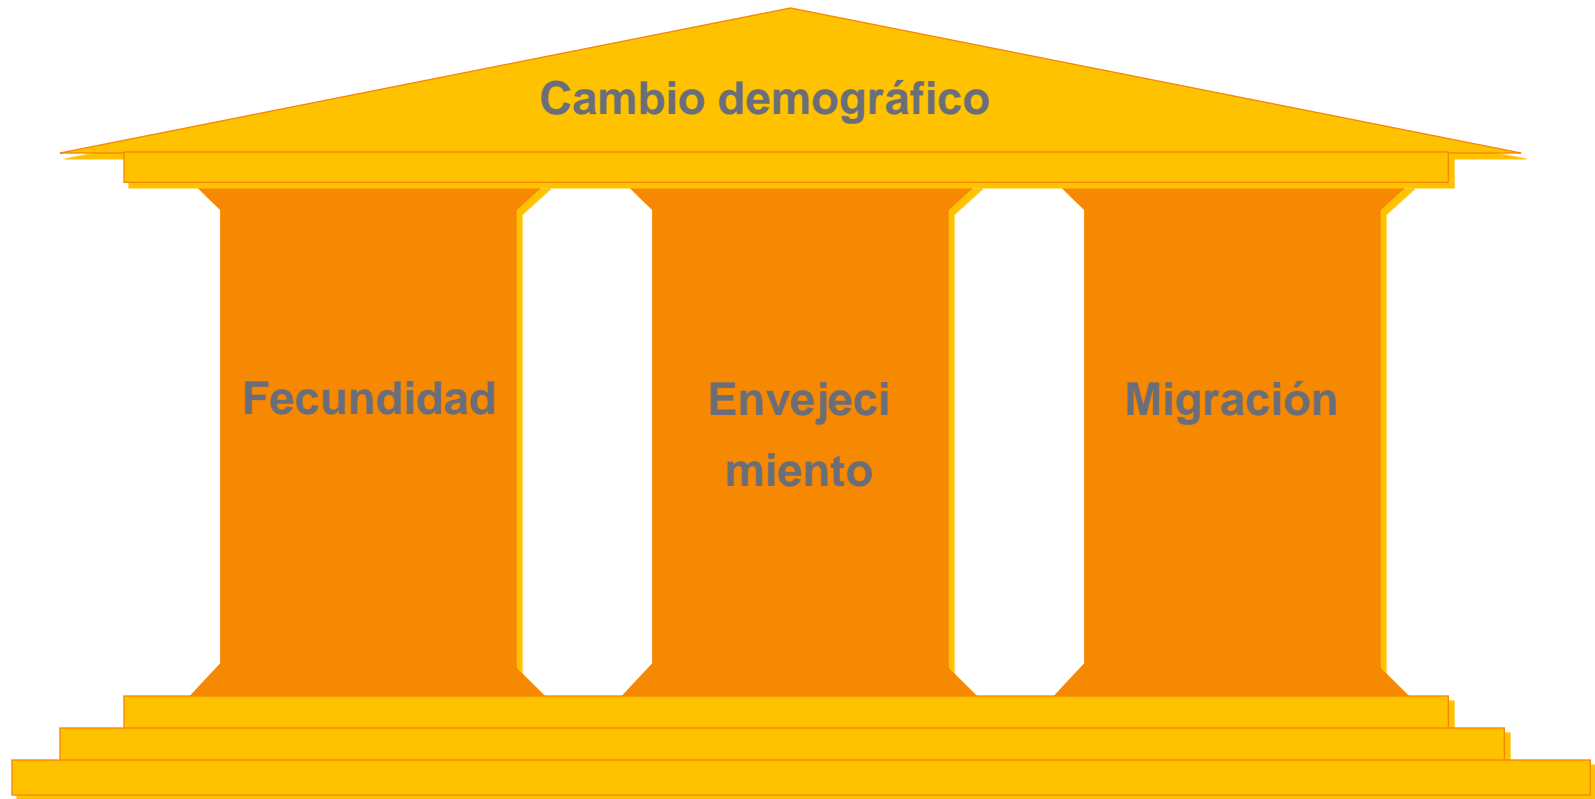 Cambio demográfico
Fecundidad
Envejeci
miento
Migración